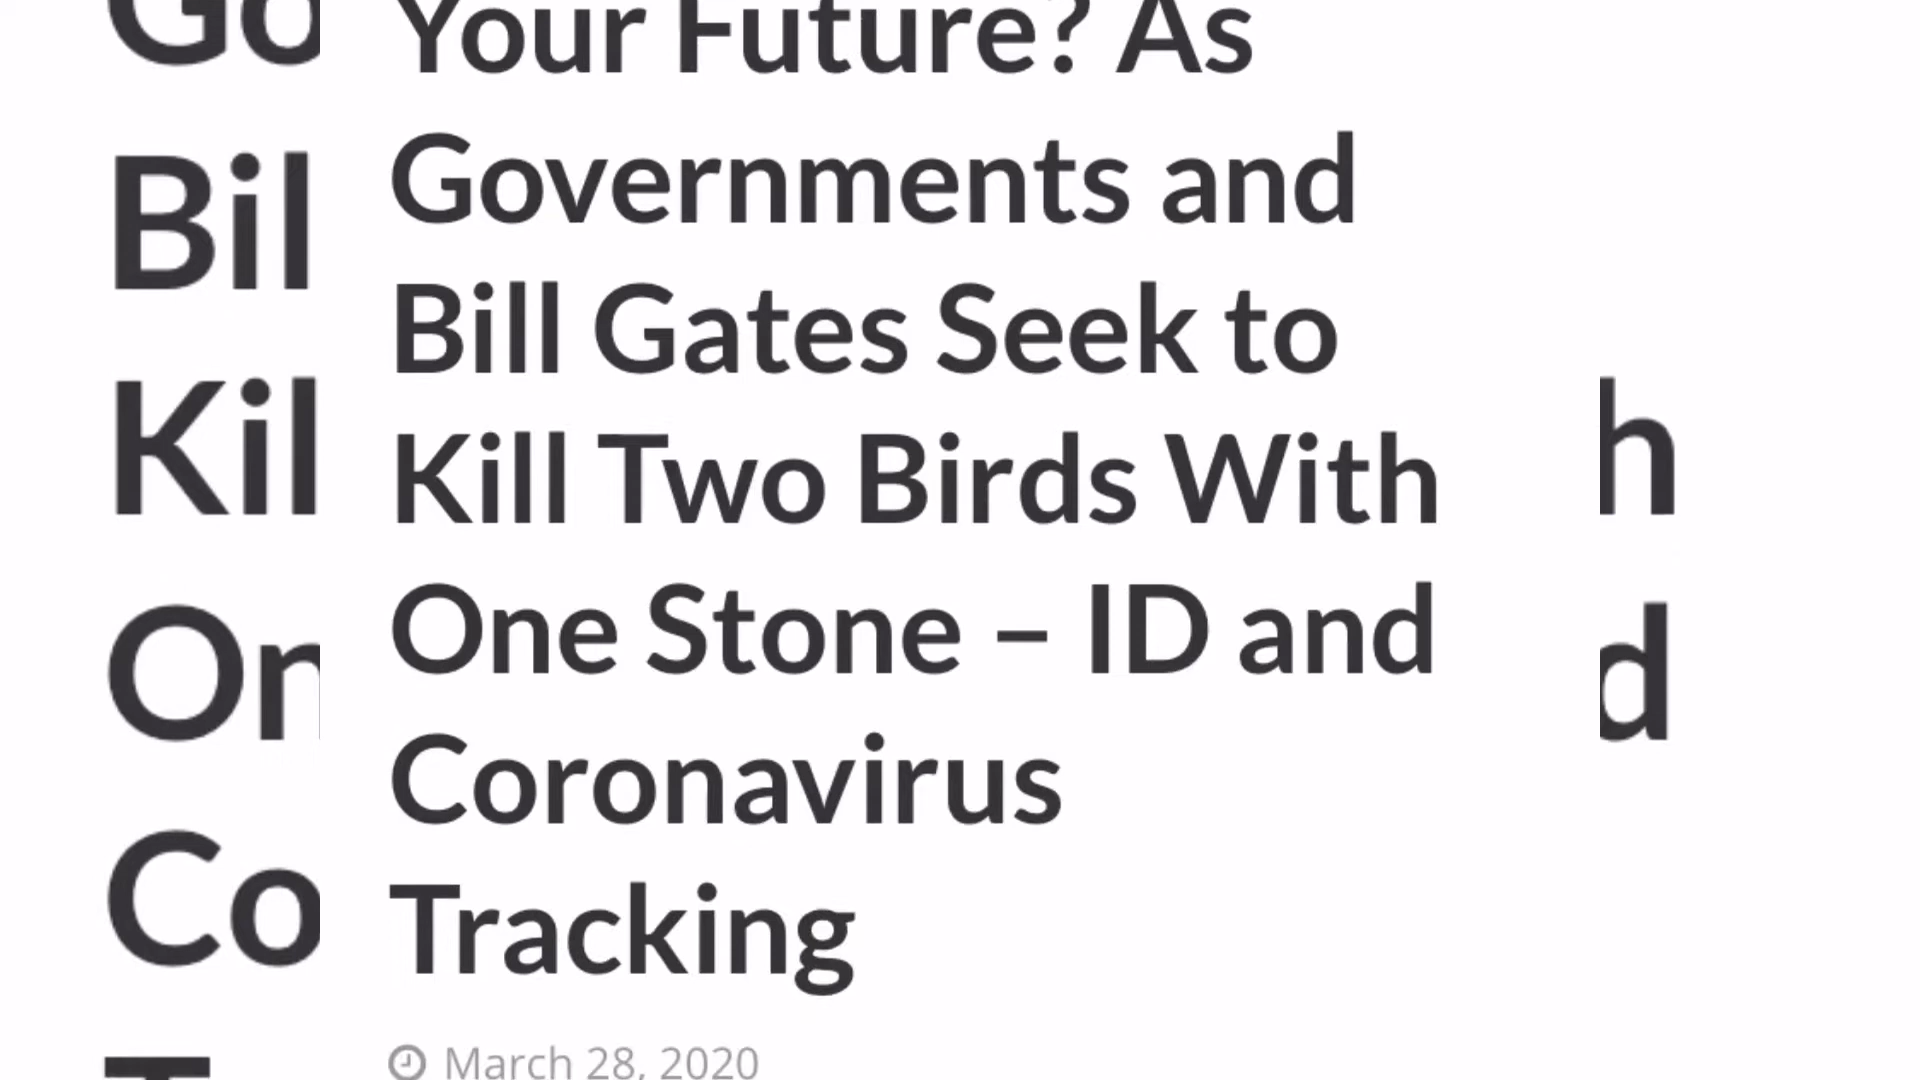 Your Future? As
Governments and
Bill Gates Seek to
Kill Two Birds With
One Stone – ID and
Coronavirus
Tracking
March 28, 2020